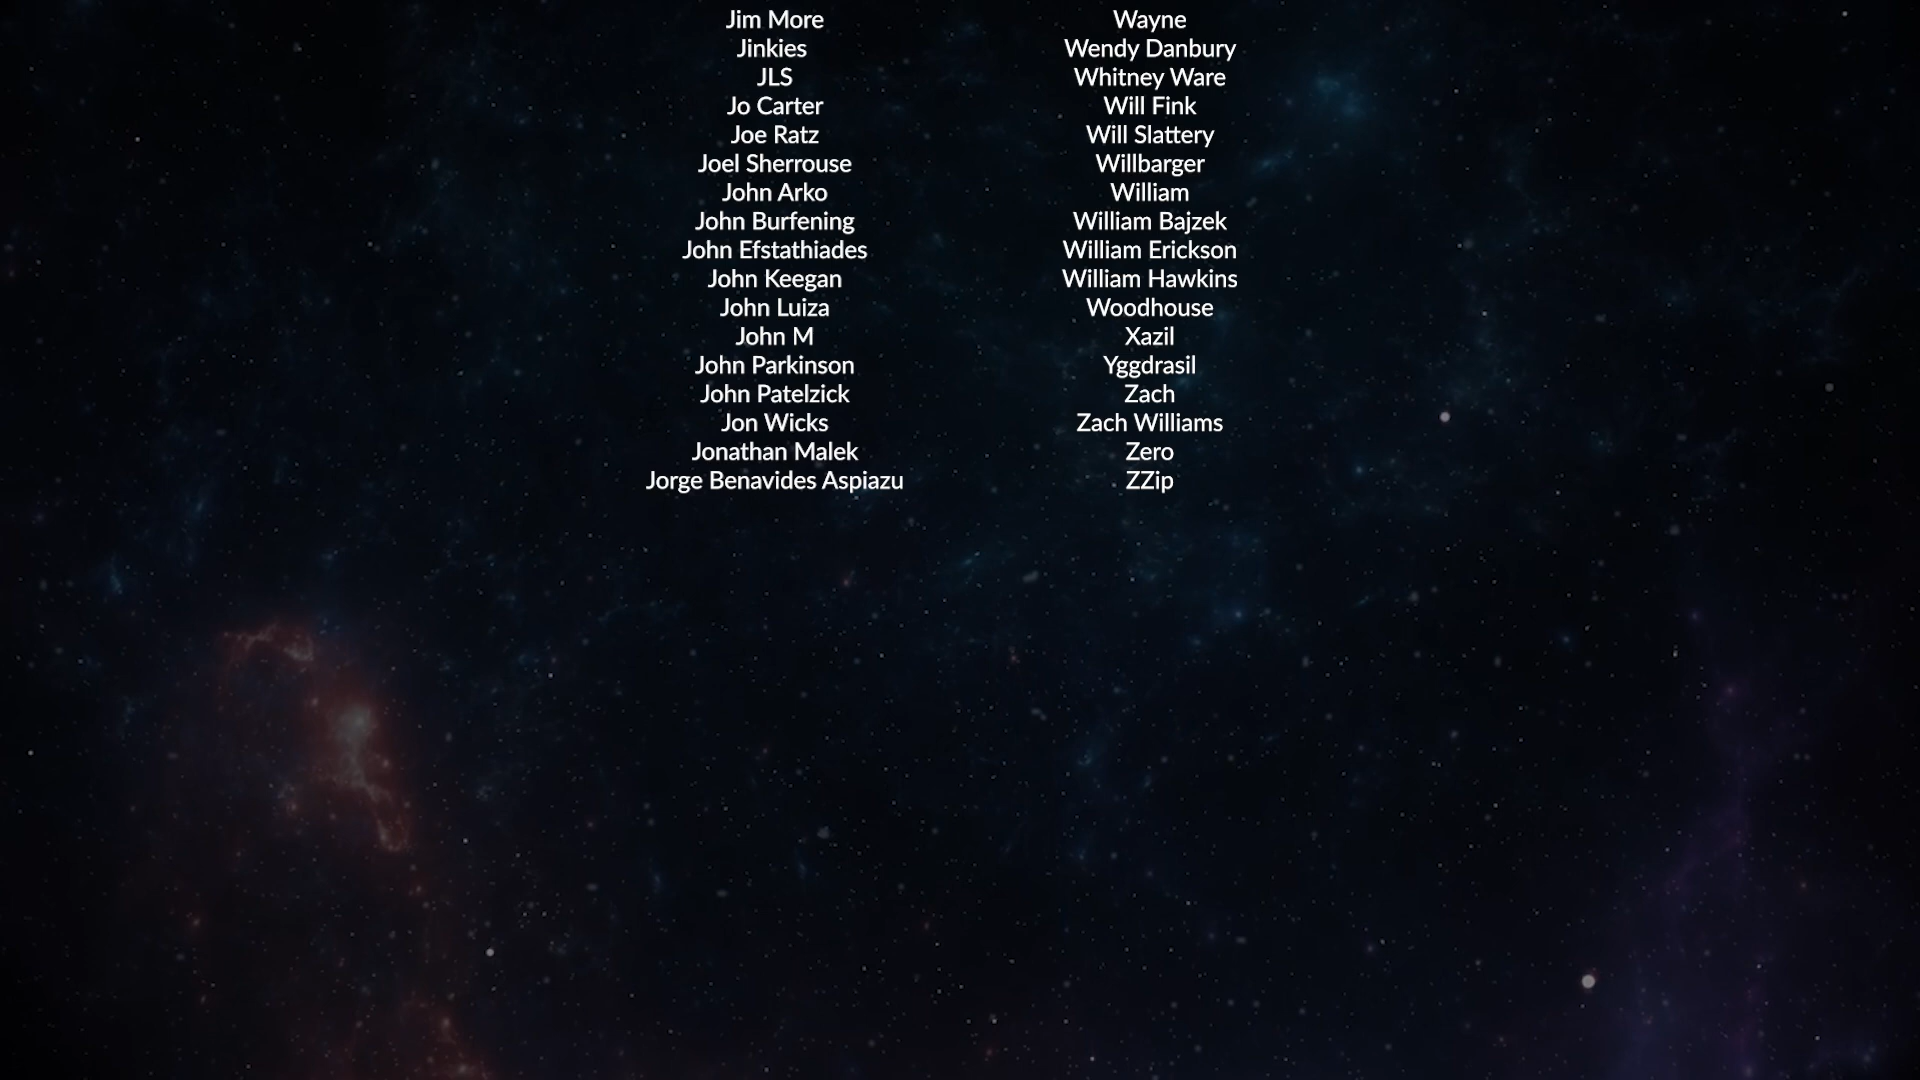 Jim More
Jinkies
JLS
Jo Carter
Joe Ratz
Joel Sherrouse
John Arko
John Burfening
John Efstathiades
John Keegan
John Luiza
John M
John Parkinson
John Patelzick
Jon Wicks
Jonathan Malek
Jorge Benavides Aspiazu
Wayne
Wendy Danbury
Whitney Ware
Will Fink
Will Slattery
Willbarger
William
William Bajzek
William Erickson
William Hawkins
Woodhouse
Xazil
Yggdrasil
Zach
Zach Williams
Zero
ZZip